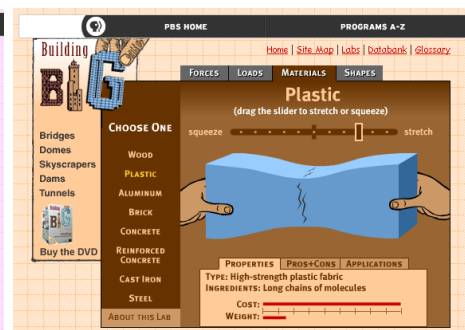 PBS HOME
PROGRAMS A-Z
Building
BIG
Home | Site Map | Labs | Databank | Glossary
FORCES LOADS MATERIALS SHAPES
Plastic
(drag the slider to stretch or squeeze)
squeeze stretch
CHOOSE ONE
WOOD
PLASTIC
ALUMINUM
BRICK
CONCRETE
REINFORCED
CONCRETE
CAST IRON
STEEL
ABOUT THIS LAB
Bridges
Domes
Skyscrapers
Dams
Tunnels
Buy the DVD
PROPERTIES PROS+CONS APPLICATIONS
TYPE: High-strength plastic fabric
INGREDIENTS: Long chains of molecules
COST:
WEIGHT: